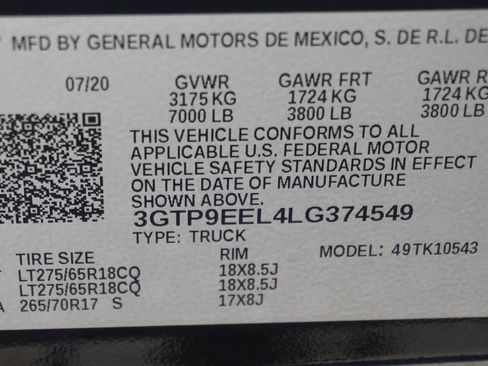 MFD BY GENERAL MOTORS DE MEXICO, S. DE R.L. DE
07/20 GVWR GAWR FRT GAWR R
3175 KG 1724 KG 1724 KG
7000 LB 3800 LB 3800 LB
THIS VEHICLE CONFORMS TO ALL
APPLICABLE U.S. FEDERAL MOTOR
VEHICLE SAFETY STANDARDS IN EFFECT
ON THE DATE OF MANUFACTURE
SHOWN ABOVE.
3GTP9EEL4LG374549
TYPE: TRUCK MODEL: 49TK10543
TIRE SIZE RIM
T LT275/65R18CQ 18X8.5J
LT275/65R18CQ 18X8.5J
A 265/70R17 S 17X8J